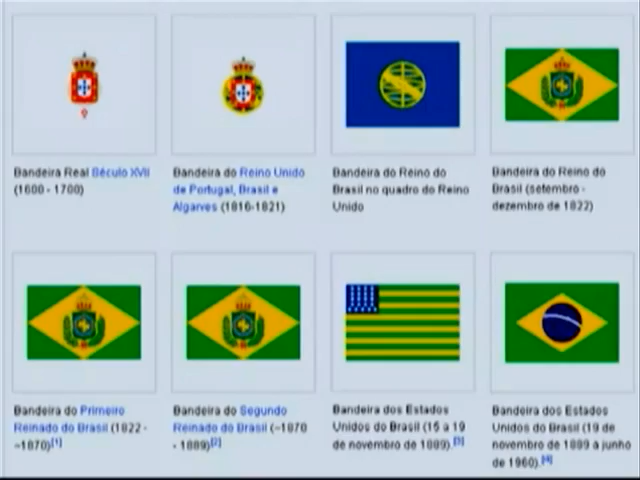 Bandeira Real Século XVII
(1600 - 1700)
Bandeira do Reino Unido
de Portugal, Brasil e
Algarves (1816-1821)
Bandeira do Reino do
Brasil no quadro do Reino
Unido
Bandeira do Reino do
Brasil (setembro -
dezembro de 1822)
Bandeira do Primeiro
Reinado do Brasil (1822 -
~1870)[1]
Bandeira do Segundo
Reinado do Brasil (~1870
- 1889)[2]
Bandeira dos Estados
Unidos do Brasil (15 a 19
de novembro de 1889).[3]
Bandeira dos Estados
Unidos do Brasil (19 de
novembro de 1889 a junho
de 1960).[4]